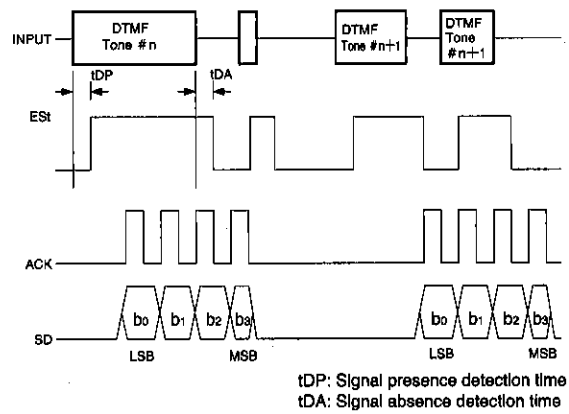 INPUT
DTMF
Tone #n
DTMF
Tone #n+1
DTMF
Tone
#n+1
tDP
tDA
ESt
ACK
SD
b0
b1
b2
b3
b0
b1
b2
b3
LSB
MSB
LSB
MSB
tDP: Signal presence detection time
tDA: Signal absence detection time